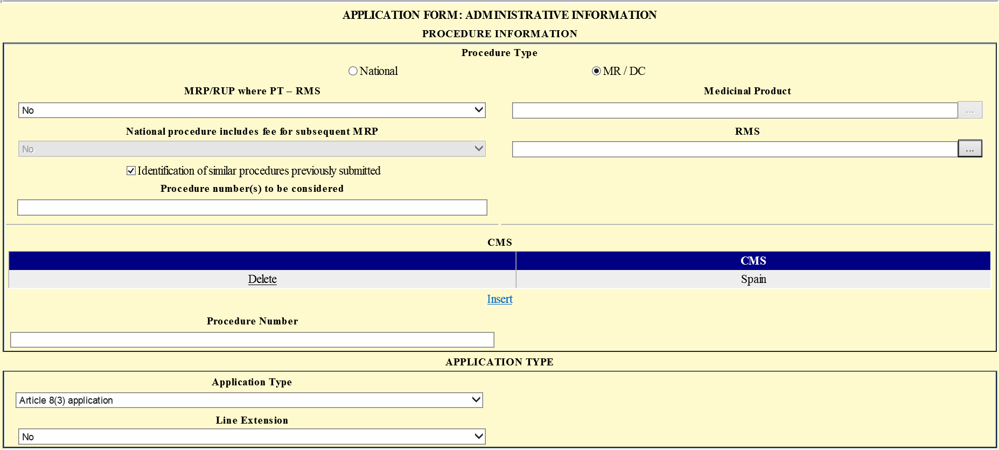 APPLICATION FORM: ADMINISTRATIVE INFORMATION
PROCEDURE INFORMATION
Procedure Type
National MR / DC
MRP/RUP where PT – RMS Medicinal Product
No ...
National procedure includes fee for subsequent MRP RMS
No ...
Identification of similar procedures previously submitted
Procedure number(s) to be considered
CMS
CMS
Delete Spain
Insert
Procedure Number
APPLICATION TYPE
Application Type
Article 8(3) application
Line Extension
No